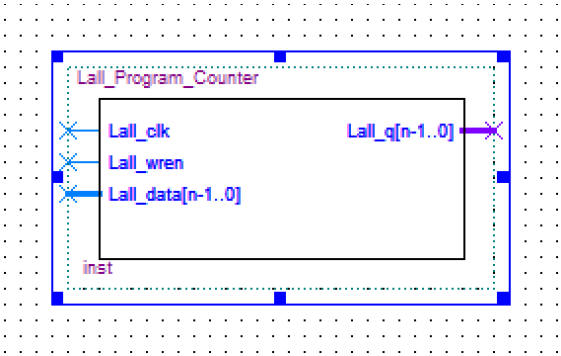 Lall_Program_Counter
Lall_clk
Lall_q[n-1..0]
Lall_wren
Lall_data[n-1..0]
inst